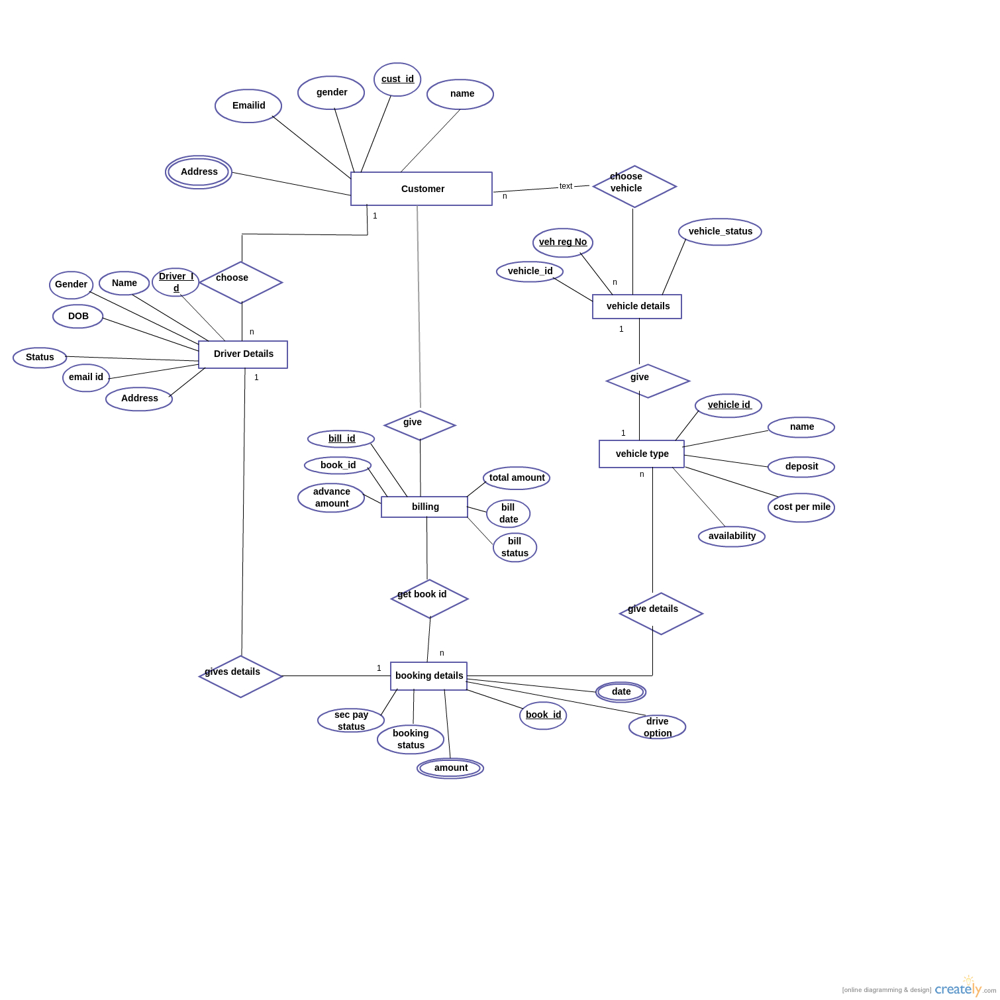 cust_id
gender
name
Emailid
Address
Customer
choose
vehicle
text
n
1
vehicle_status
veh reg No
vehicle_id
n
vehicle details
1
Driver_I
d
choose
Name
Gender
DOB
n
Driver Details
Status
email id
Address
1
give
vehicle id
name
1
vehicle type
n
deposit
cost per mile
availability
give
bill_id
book_id
advance
amount
total amount
billing
bill
date
bill
status
get book id
give details
n
1
gives details
booking details
date
sec pay
status
booking
status
book_id
drive
option
amount
[online diagramming & design] creately.com